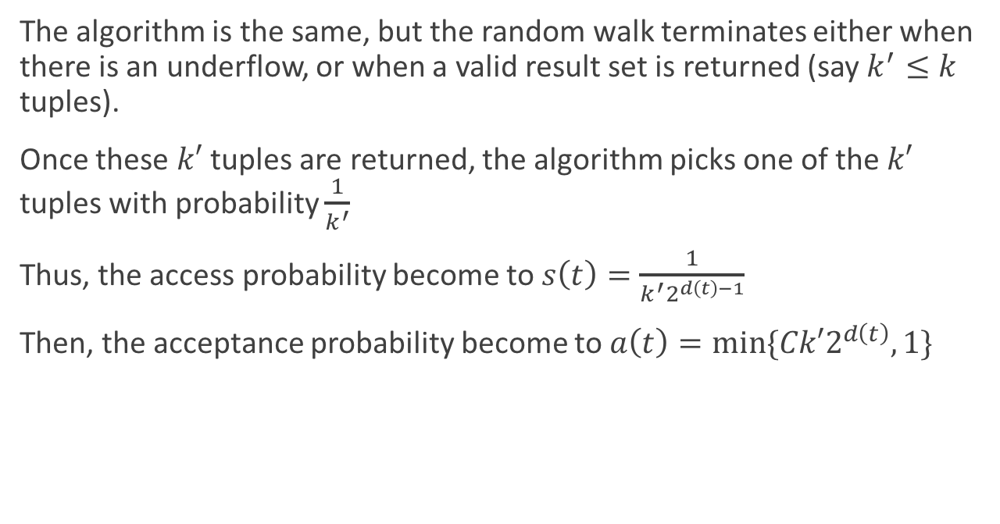 The algorithm is the same, but the random walk terminates either when
there is an underflow, or when a valid result set is returned (say k′ ≤ k
tuples).
Once these k′ tuples are returned, the algorithm picks one of the k′
tuples with probability 1/k′
Thus, the access probability become to s(t) = 1/(k′2^{d(t)−1})
Then, the acceptance probability become to a(t) = min{Ck′2^{d(t)}, 1}